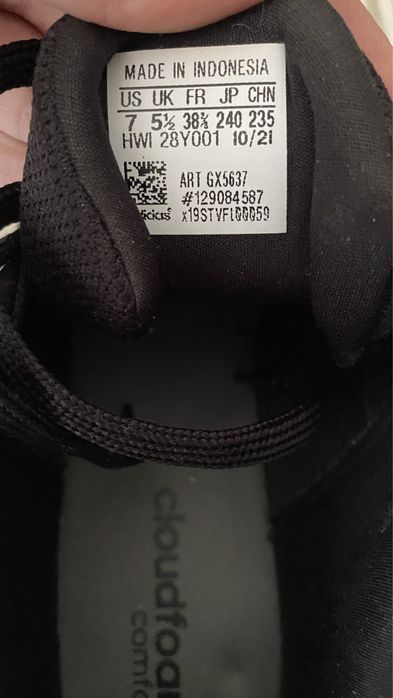 MADE IN INDONESIA
US UK FR JP CHN
7 5½ 38⅔ 240 235
HWI 28Y001 10/21
ART GX5637
#129084587
adidas x19STVFL00059
cloudfoam